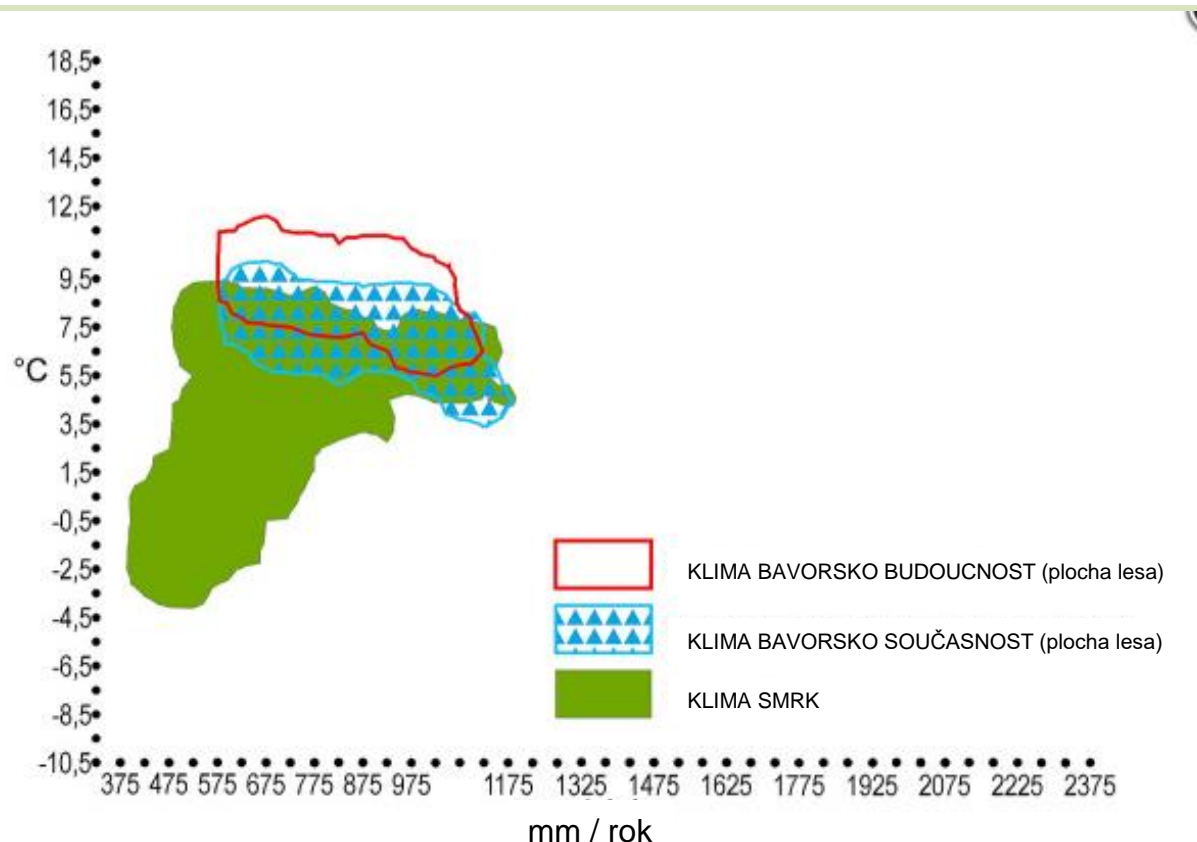 18,5
16,5
14,5
12,5
9,5
7,5
°C
5,5
3,5
1,5
-0,5
-2,5
-4,5
-6,5
-8,5
-10,5
KLIMA BAVORSKO BUDOUCNOST (plocha lesa)
KLIMA BAVORSKO SOUČASNOST (plocha lesa)
KLIMA SMRK
375 475 575 675 775 875 975 1175 1325 1475 1625 1775 1925 2075 2225 2375
mm / rok